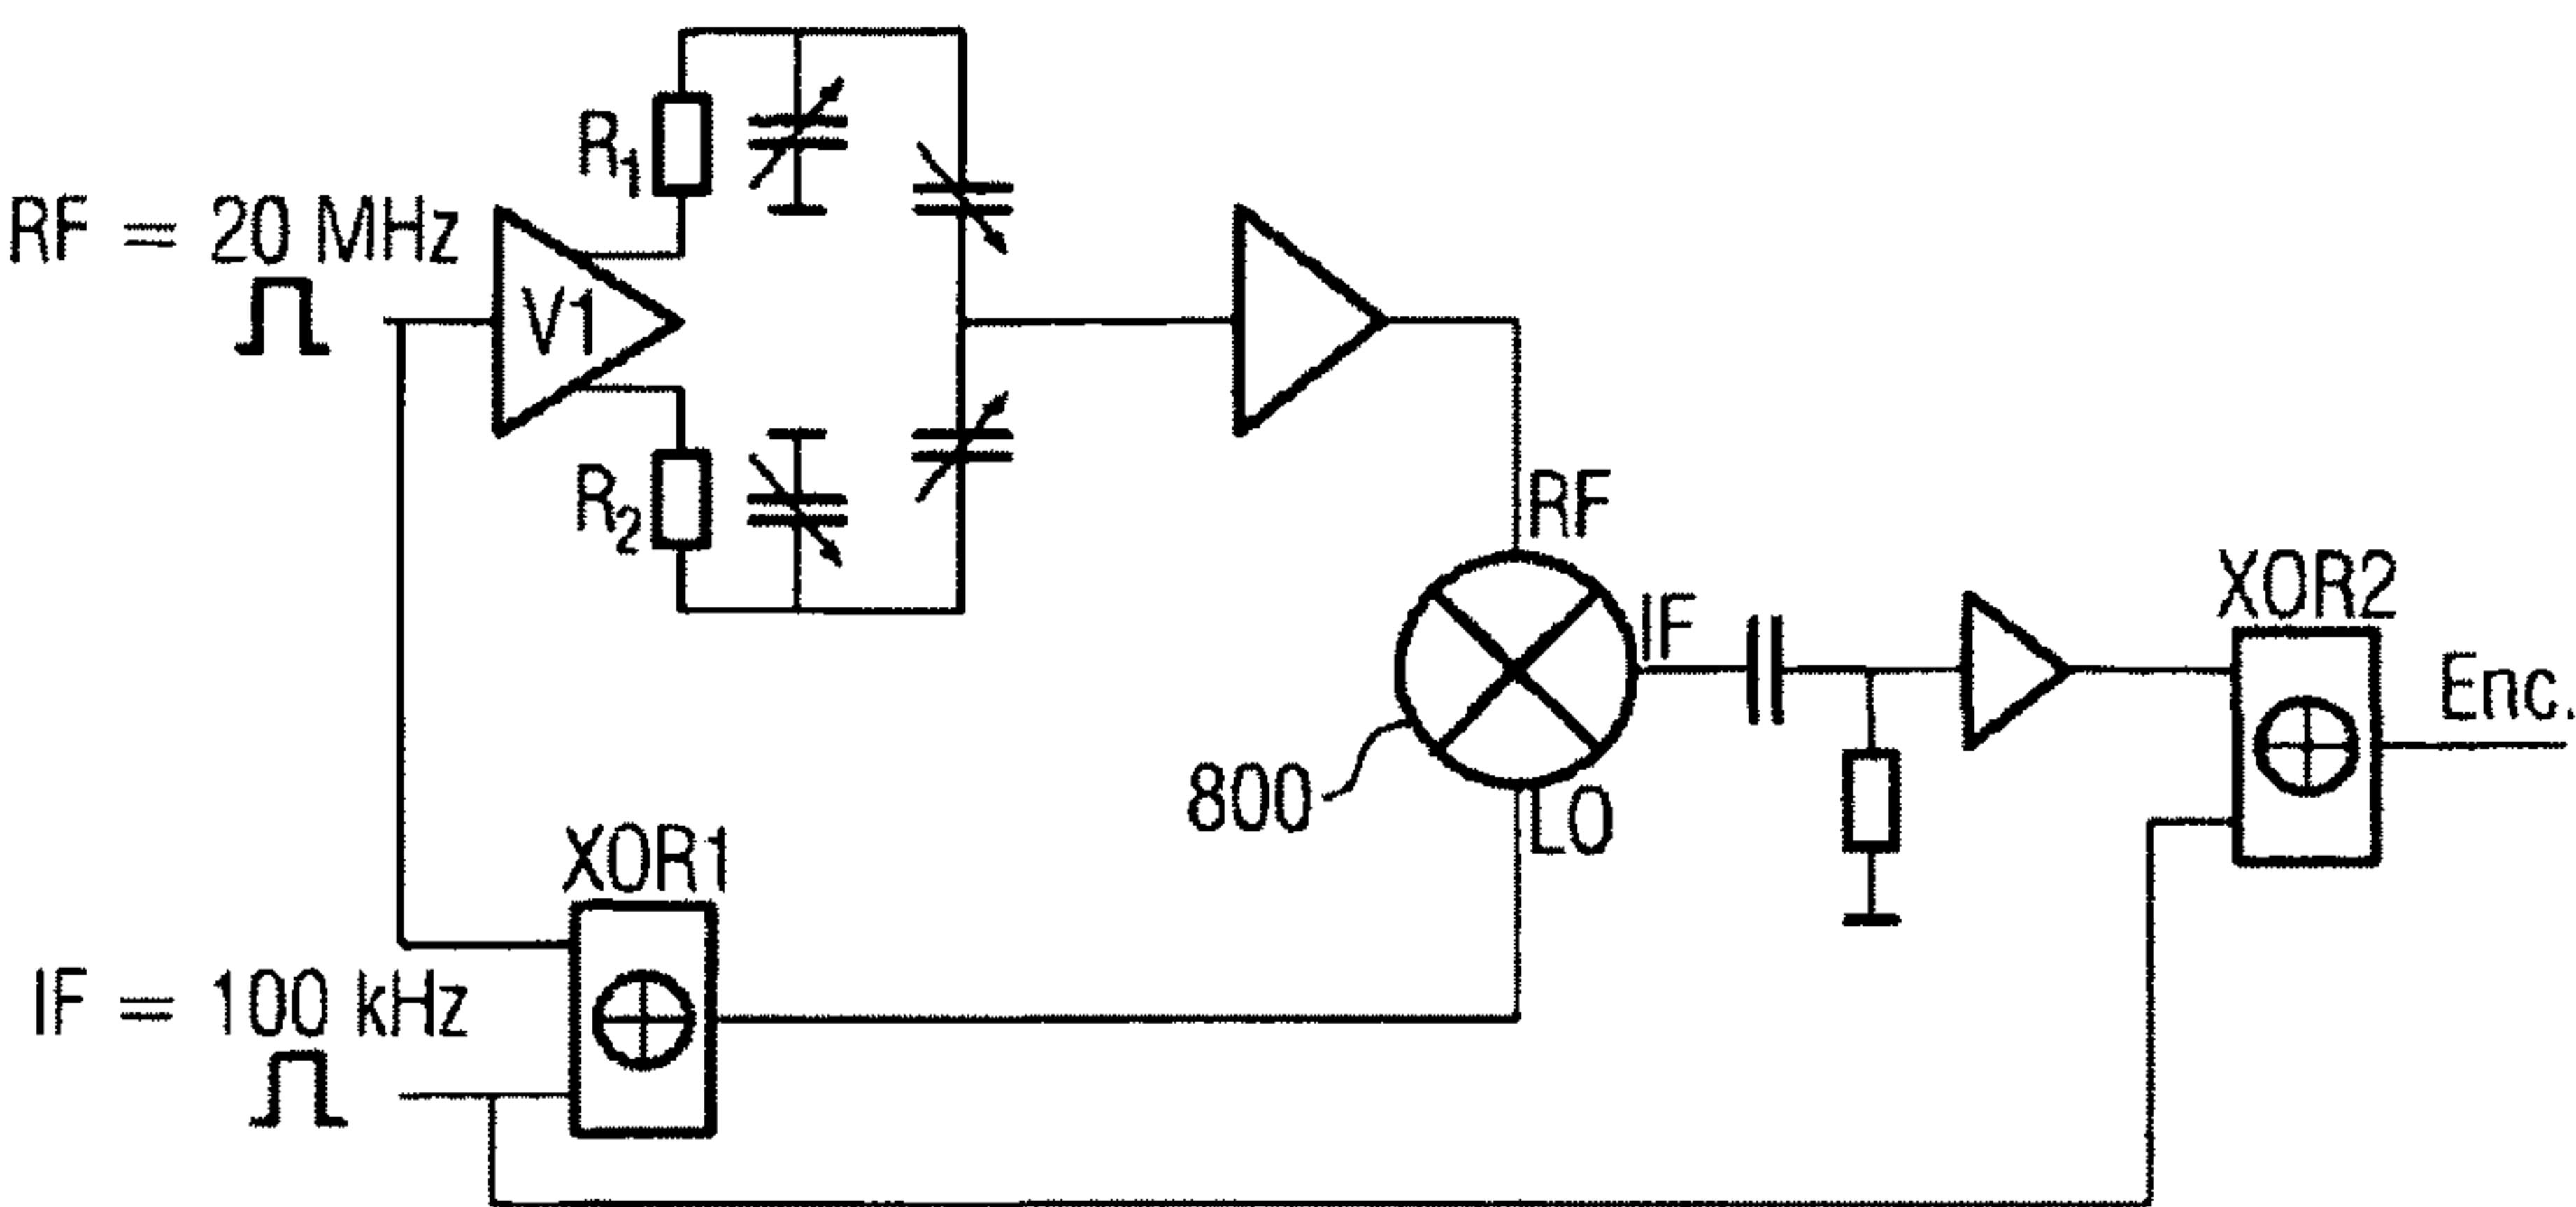 RF = 20 MHz
V1
R1
R2
RF
IF
LO
800
XOR2
Enc.
XOR1
IF = 100 kHz